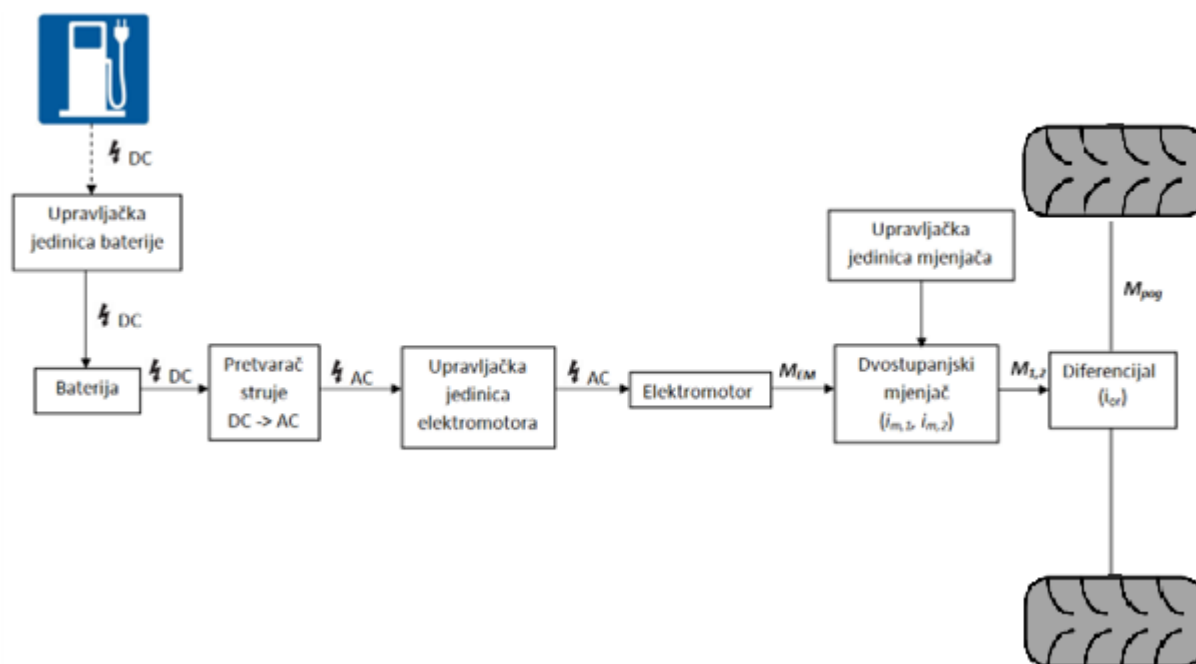 DC
Upravljačka
jedinica baterije
DC
Baterija
DC
Pretvarač
struje
DC -> AC
AC
Upravljačka
jedinica
elektromotora
AC
Elektromotor
M_EM
Upravljačka
jedinica mjenjača
Dvostupanjski
mjenjač
(i_m,1, i_m,2)
M_1,2
Diferencijal
(i_or)
M_pog